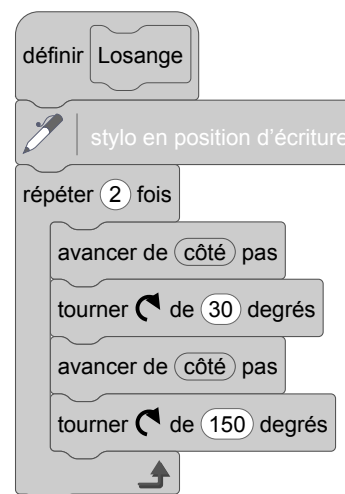 définir Losange
stylo en position d’écriture
répéter 2 fois
avancer de côté pas
tourner de 30 degrés
avancer de côté pas
tourner de 150 degrés